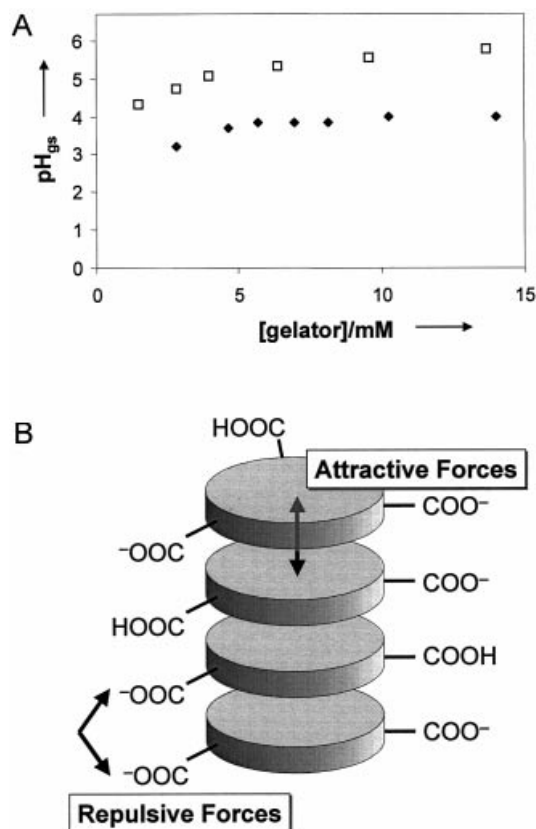 A
pHgs
6
5
4
3
2
1
0
0 5 10 15
[gelator]/mM
B
HOOC
Attractive Forces
COO⁻
⁻OOC
COO⁻
HOOC
COOH
⁻OOC
COO⁻
⁻OOC
Repulsive Forces